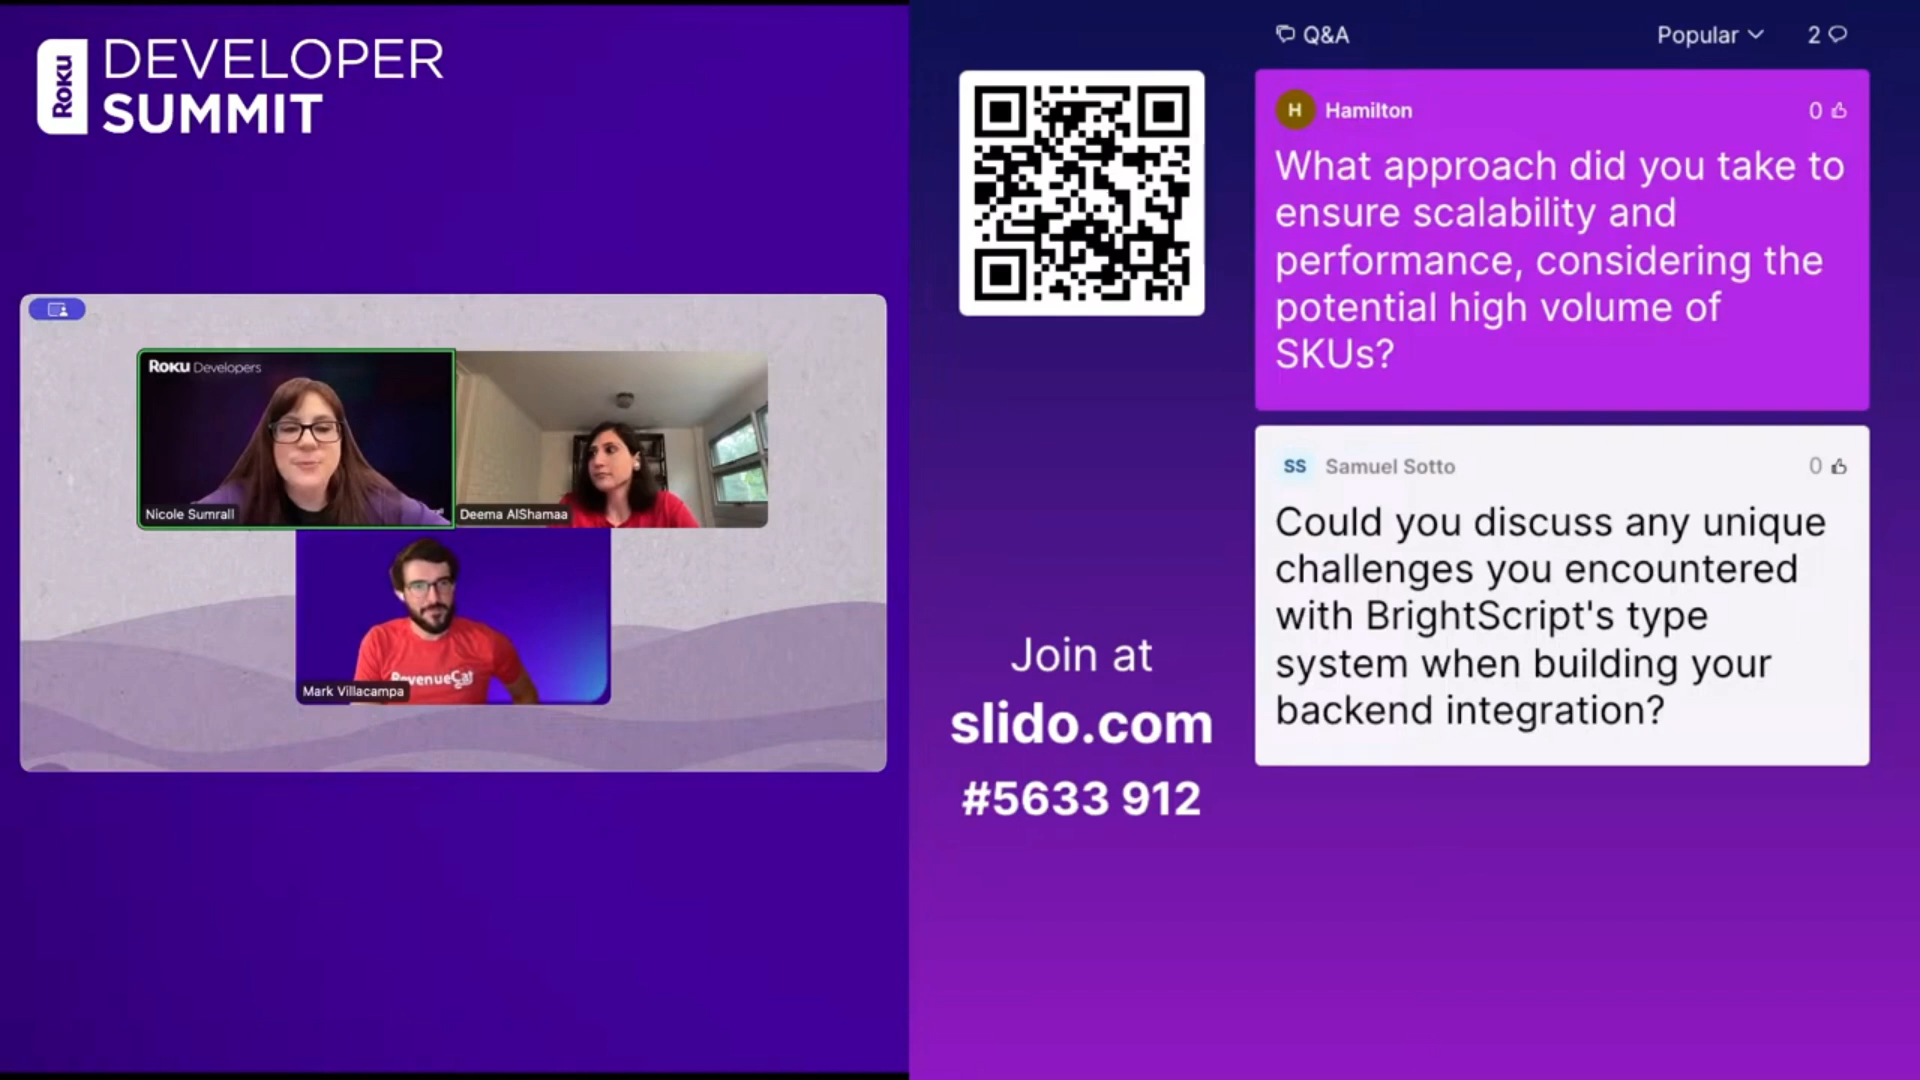 Roku
DEVELOPER
SUMMIT
Roku Developers
Nicole Sumrall
Deema AlShamaa
RevenueCat
Mark Villacampa
Join at
slido.com
#5633 912
Q&A
Popular
2
H
Hamilton
0
What approach did you take to
ensure scalability and
performance, considering the
potential high volume of
SKUs?
SS
Samuel Sotto
0
Could you discuss any unique
challenges you encountered
with BrightScript's type
system when building your
backend integration?